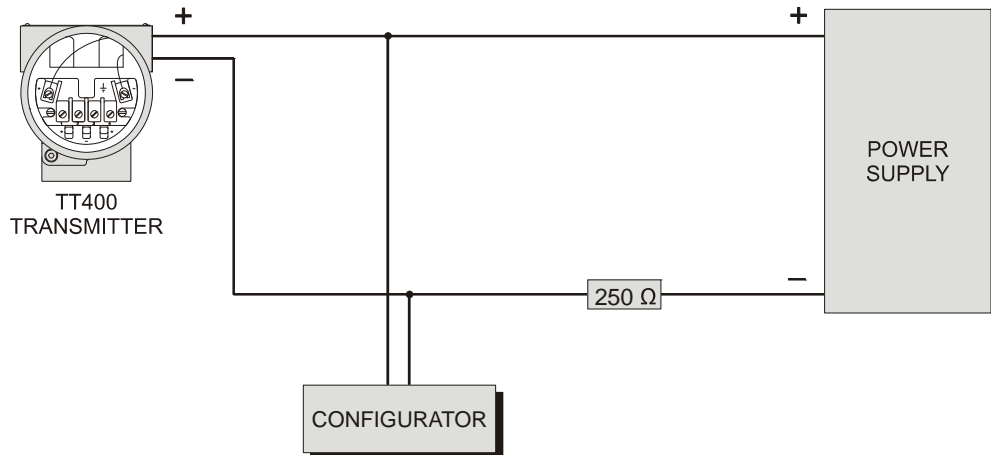 +
+
−
TT400
TRANSMITTER
POWER
SUPPLY
−
250 Ω
CONFIGURATOR